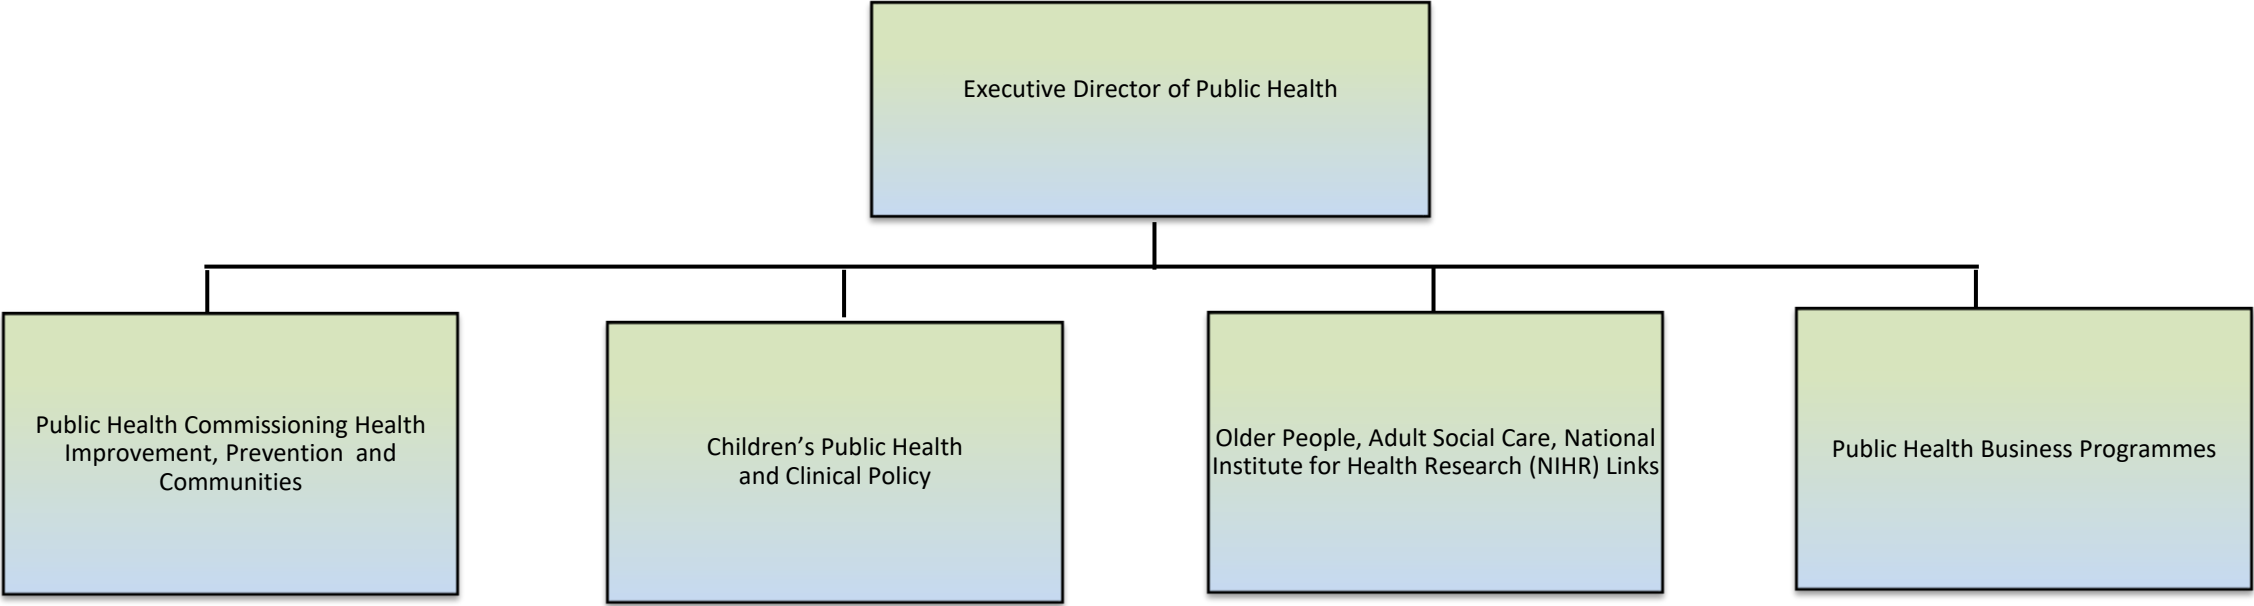 Executive Director of Public Health
Public Health Commissioning Health
Improvement, Prevention  and
Communities
Children’s Public Health
and Clinical Policy
Older People, Adult Social Care, National
Institute for Health Research (NIHR) Links
Public Health Business Programmes